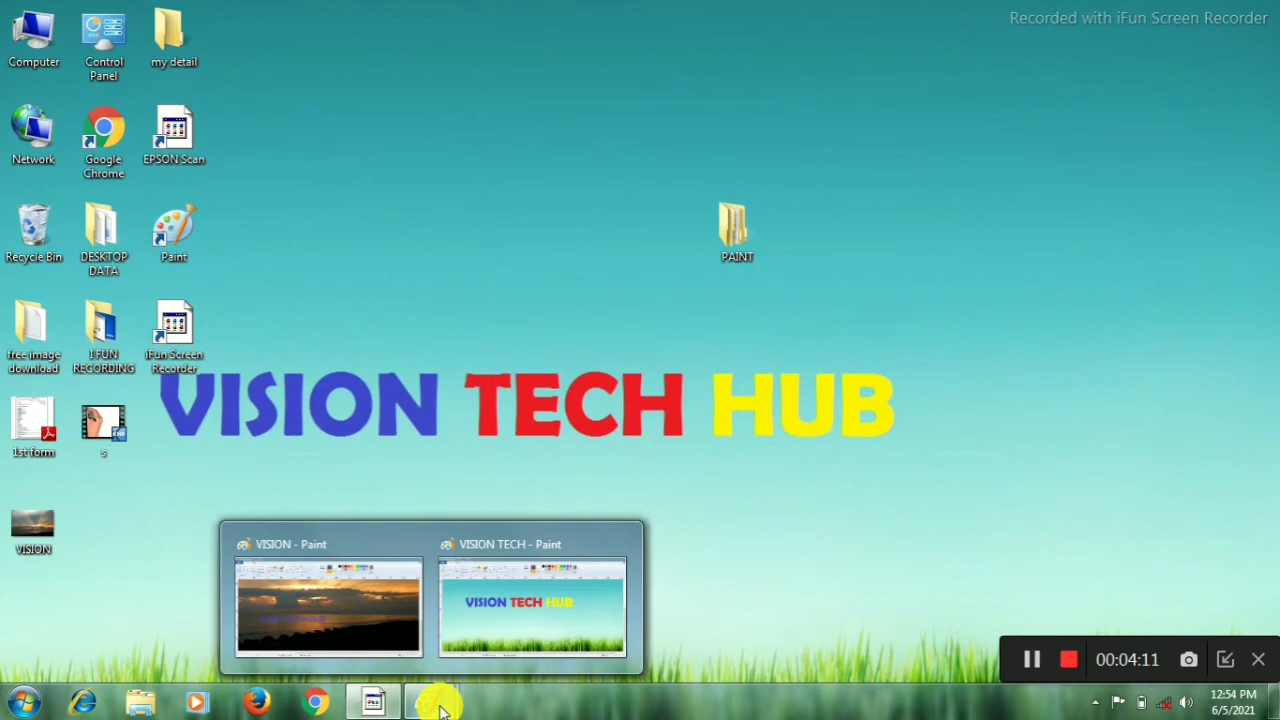 Recorded with iFun Screen Recorder
Computer
Control Panel
my detail
Network
Google Chrome
EPSON Scan
Recycle Bin
DESKTOP DATA
Paint
PAINT
free image download
I FUN RECORDING
iFun Screen Recorder
VISION TECH HUB
1st form
s
VISION
VISION - Paint
VISION TECH - Paint
VISION TECH HUB
00:04:11
12:54 PM
6/5/2021